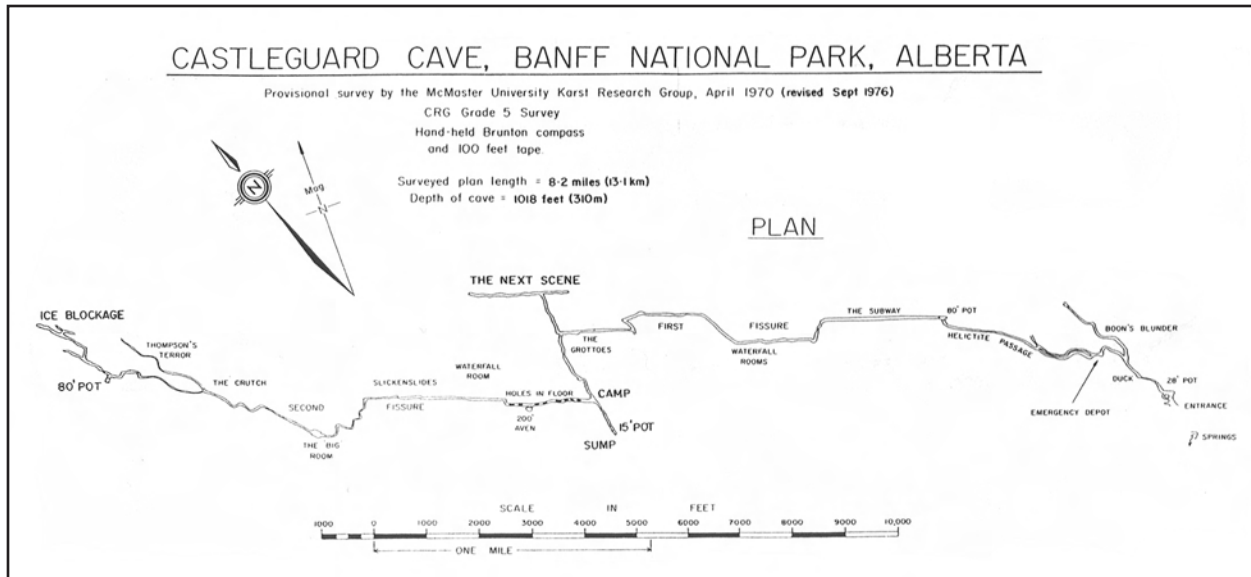 CASTLEGUARD CAVE, BANFF NATIONAL PARK, ALBERTA
Provisional survey by the McMaster University Karst Research Group, April 1970 (revised Sept 1976)
CRG Grade 5 Survey
Hand-held Brunton compass
and 100 feet tape.
Surveyed plan length = 8·2 miles (13·1 km)
Depth of cave = 1018 feet (310m)
N
Mag
N
PLAN
THE NEXT SCENE
ICE BLOCKAGE
THOMPSON'S
TERROR
80' POT
THE CRUTCH
SECOND
THE BIG
ROOM
SLICKENSLIDES
FISSURE
WATERFALL
ROOM
HOLES IN FLOOR
200'
AVEN
CAMP
15' POT
SUMP
THE
GROTTOES
FIRST
FISSURE
WATERFALL
ROOMS
THE SUBWAY
80' POT
HELICTITE PASSAGE
BOON'S BLUNDER
DUCK
28' POT
ENTRANCE
EMERGENCY DEPOT
SPRINGS
SCALE IN FEET
1000 0 1000 2000 3000 4000 5000 6000 7000 8000 9000 10,000
ONE MILE